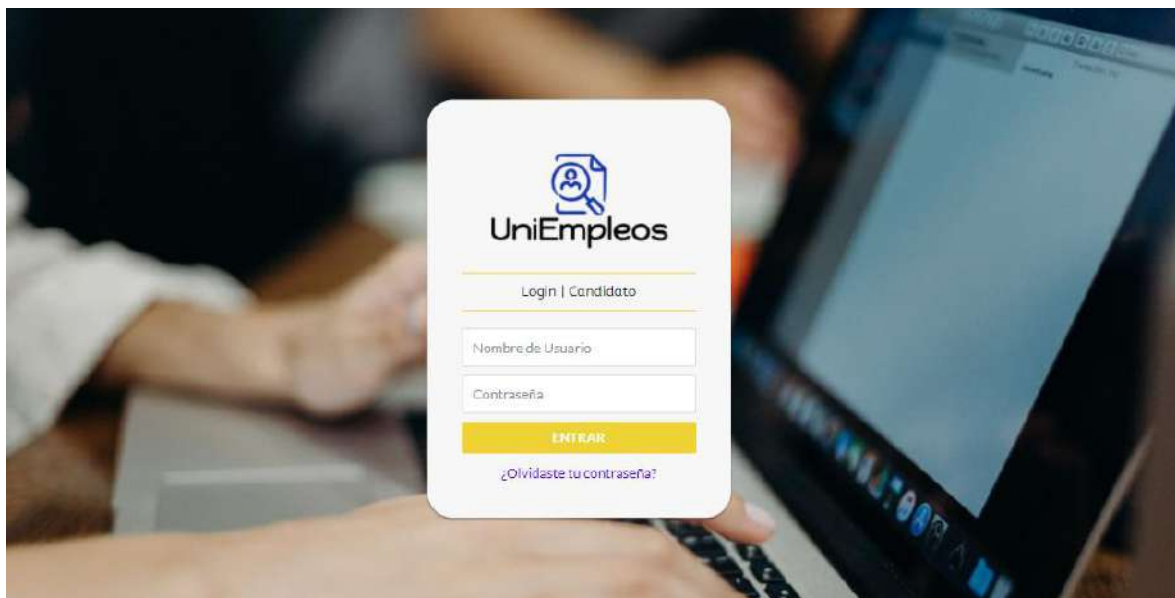 UniEmpleos
Login | Candidato
Nombre de Usuario
Contraseña
ENTRAR
¿Olvidaste tu contraseña?